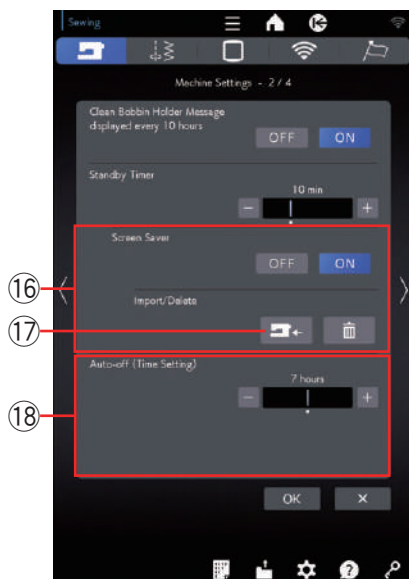 Sewing
Machine Settings - 2 / 4
Clean Bobbin Holder Message
displayed every 10 hours
OFF ON
Standby Timer
10 min
− +
⑯
Screen Saver
OFF ON
Import/Delete
⑰
⑱
Auto-off (Time Setting)
7 hours
− +
OK ×